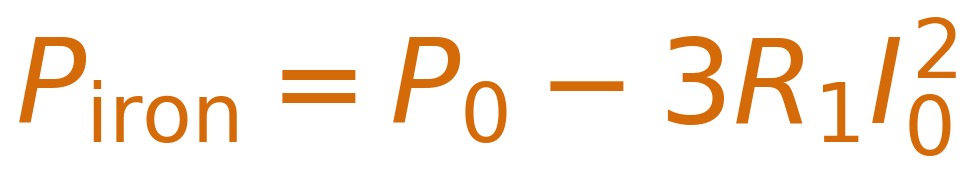 P_iron = P_0 − 3R_1I_0^2